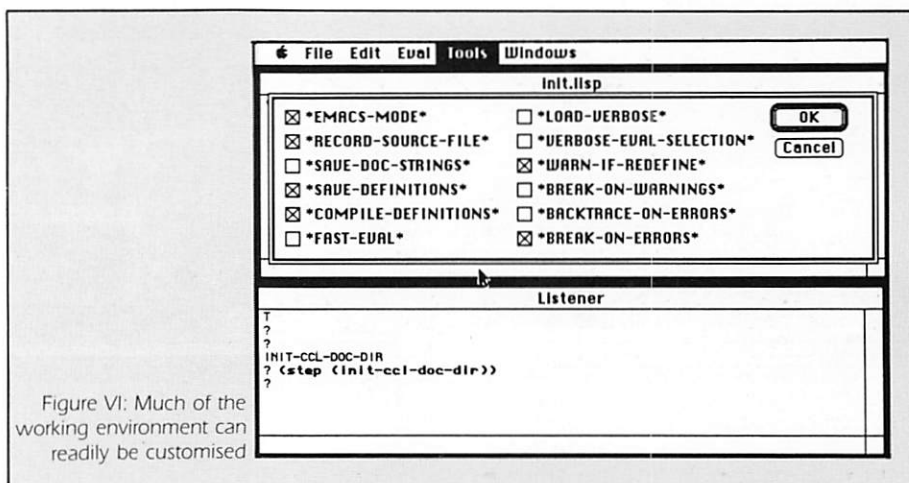 File Edit Eval Tools Windows
init.lisp
*EMACS-MODE*
*RECORD-SOURCE-FILE*
*SAVE-DOC-STRINGS*
*SAVE-DEFINITIONS*
*COMPILE-DEFINITIONS*
*FAST-EVAL*
*LOAD-VERBOSE*
*VERBOSE-EVAL-SELECTION*
*WARN-IF-REDEFINE*
*BREAK-ON-WARNINGS*
*BACKTRACE-ON-ERRORS*
*BREAK-ON-ERRORS*
OK
Cancel
Listener
T
?
?
INIT-CCL-DOC-DIR
? (step (init-ccl-doc-dir))
?
Figure VI: Much of the
working environment can
readily be customised